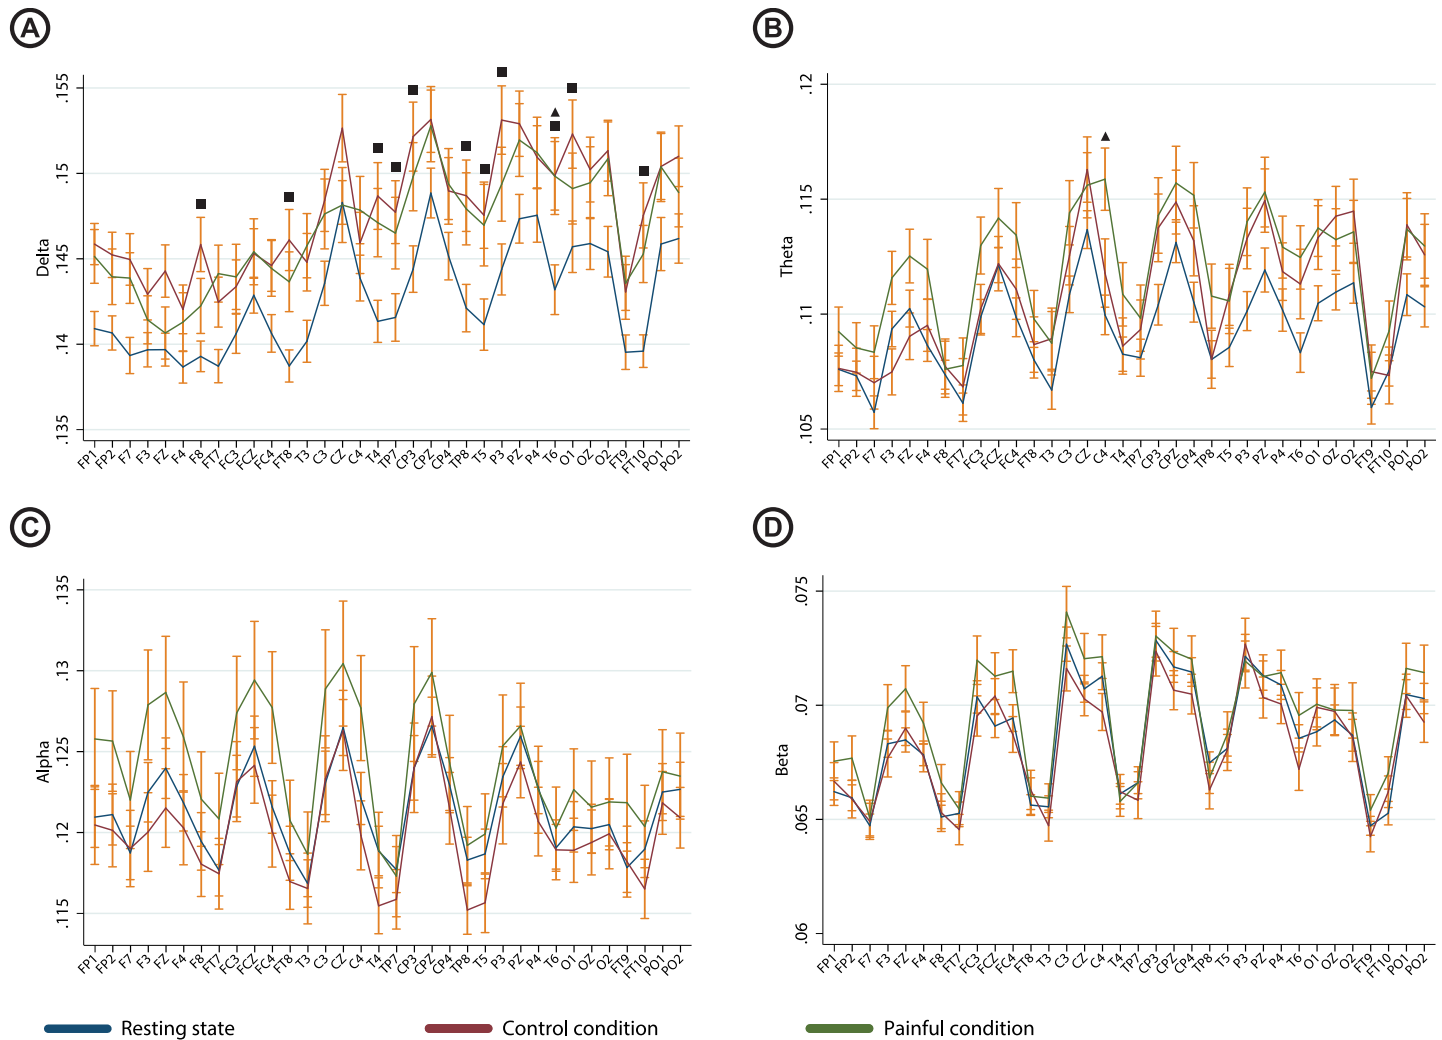 A
B
.155
.15
.145
.14
.135
Delta
FP1 FP2 F7 F3 FZ F4 F8 FT7 FC3 FCZ FC4 FT8 T3 C3 CZ C4 T4 TP7 CP3 CPZ CP4 TP8 T5 P3 PZ P4 T6 O1 OZ O2 FT9 FT10 PO1 PO2
.12
.115
.11
.105
Theta
FP1 FP2 F7 F3 FZ F4 F8 FT7 FC3 FCZ FC4 FT8 T3 C3 CZ C4 T4 TP7 CP3 CPZ CP4 TP8 T5 P3 PZ P4 T6 O1 OZ O2 FT9 FT10 PO1 PO2
C
D
.135
.13
.125
.12
.115
Alpha
FP1 FP2 F7 F3 FZ F4 F8 FT7 FC3 FCZ FC4 FT8 T3 C3 CZ C4 T4 TP7 CP3 CPZ CP4 TP8 T5 P3 PZ P4 T6 O1 OZ O2 FT9 FT10 PO1 PO2
.075
.07
.065
.06
Beta
FP1 FP2 F7 F3 FZ F4 F8 FT7 FC3 FCZ FC4 FT8 T3 C3 CZ C4 T4 TP7 CP3 CPZ CP4 TP8 T5 P3 PZ P4 T6 O1 OZ O2 FT9 FT10 PO1 PO2
Resting state
Control condition
Painful condition